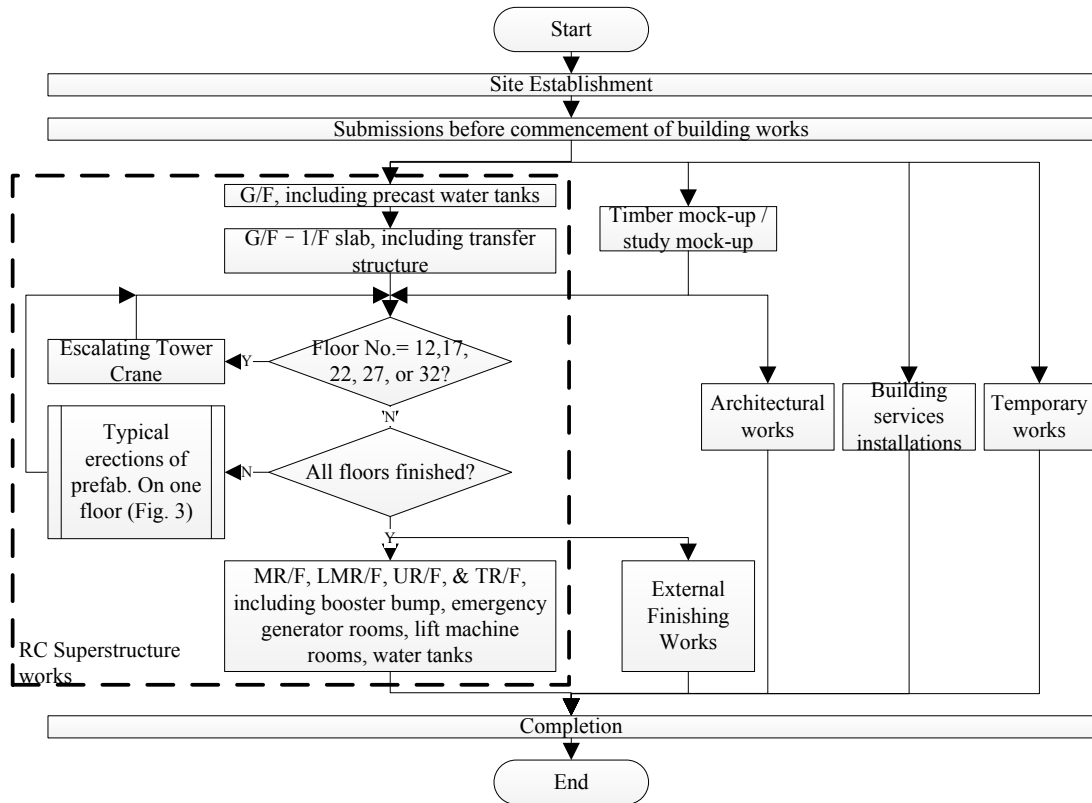 Start
Site Establishment
Submissions before commencement of building works
G/F, including precast water tanks
G/F – 1/F slab, including transfer
structure
Timber mock-up /
study mock-up
Escalating Tower
Crane
Y
Floor No.= 12,17,
22, 27, or 32?
'N'
Architectural
works
Building
services
installations
Temporary
works
Typical
erections of
prefab. On one
floor (Fig. 3)
N
All floors finished?
Y
MR/F, LMR/F, UR/F, & TR/F,
including booster bump, emergency
generator rooms, lift machine
rooms, water tanks
External
Finishing
Works
RC Superstructure
works
Completion
End